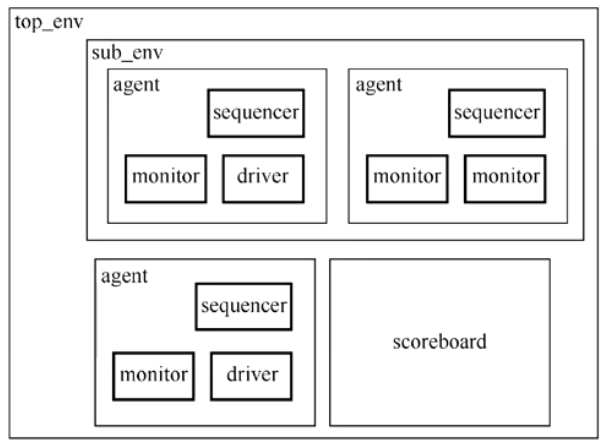 top_env
sub_env
agent
sequencer
monitor
driver
agent
sequencer
monitor
monitor
agent
sequencer
monitor
driver
scoreboard